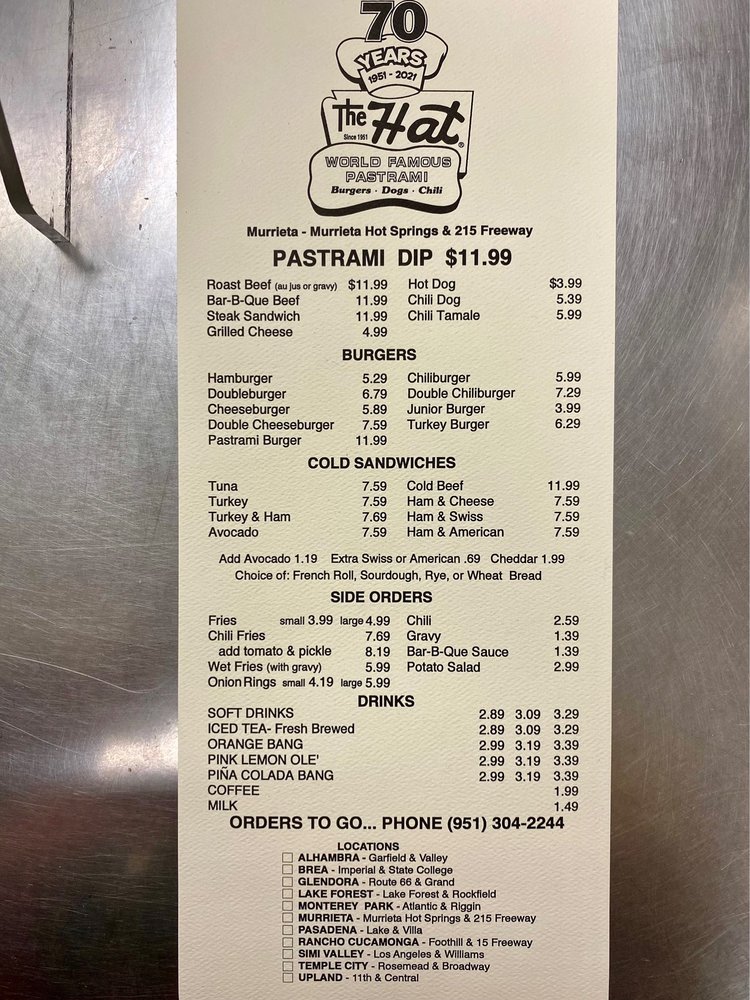 70
YEARS
1951 - 2021
The Hat®
Since 1951
WORLD FAMOUS
PASTRAMI
Burgers · Dogs · Chili
Murrieta - Murrieta Hot Springs & 215 Freeway
PASTRAMI DIP $11.99
Roast Beef (au jus or gravy) $11.99 Hot Dog $3.99
Bar-B-Que Beef 11.99 Chili Dog 5.39
Steak Sandwich 11.99 Chili Tamale 5.99
Grilled Cheese 4.99
BURGERS
Hamburger 5.29 Chiliburger 5.99
Doubleburger 6.79 Double Chiliburger 7.29
Cheeseburger 5.89 Junior Burger 3.99
Double Cheeseburger 7.59 Turkey Burger 6.29
Pastrami Burger 11.99
COLD SANDWICHES
Tuna 7.59 Cold Beef 11.99
Turkey 7.59 Ham & Cheese 7.59
Turkey & Ham 7.69 Ham & Swiss 7.59
Avocado 7.59 Ham & American 7.59
Add Avocado 1.19 Extra Swiss or American .69 Cheddar 1.99
Choice of: French Roll, Sourdough, Rye, or Wheat Bread
SIDE ORDERS
Fries small 3.99 large 4.99 Chili 2.59
Chili Fries 7.69 Gravy 1.39
add tomato & pickle 8.19 Bar-B-Que Sauce 1.39
Wet Fries (with gravy) 5.99 Potato Salad 2.99
Onion Rings small 4.19 large 5.99
DRINKS
SOFT DRINKS 2.89 3.09 3.29
ICED TEA- Fresh Brewed 2.89 3.09 3.29
ORANGE BANG 2.99 3.19 3.39
PINK LEMON OLE' 2.99 3.19 3.39
PIÑA COLADA BANG 2.99 3.19 3.39
COFFEE 1.99
MILK 1.49
ORDERS TO GO... PHONE (951) 304-2244
LOCATIONS
ALHAMBRA - Garfield & Valley
BREA - Imperial & State College
GLENDORA - Route 66 & Grand
LAKE FOREST - Lake Forest & Rockfield
MONTEREY PARK - Atlantic & Riggin
MURRIETA - Murrieta Hot Springs & 215 Freeway
PASADENA - Lake & Villa
RANCHO CUCAMONGA - Foothill & 15 Freeway
SIMI VALLEY - Los Angeles & Williams
TEMPLE CITY - Rosemead & Broadway
UPLAND - 11th & Central